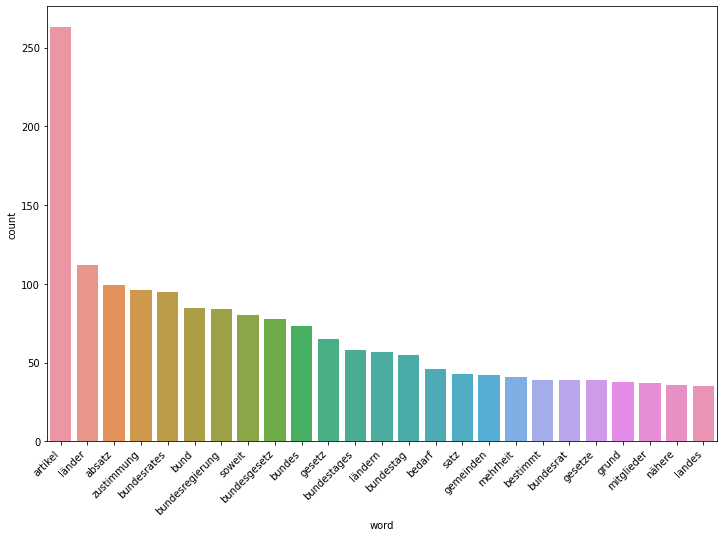 250
200
150
100
50
0
count
artikel
länder
absatz
zustimmung
bundesrates
bund
bundesregierung
soweit
bundesgesetz
bundes
gesetz
bundestages
ländern
bundestag
bedarf
satz
gemeinden
mehrheit
bestimmt
bundesrat
gesetze
grund
mitglieder
nähere
landes
word